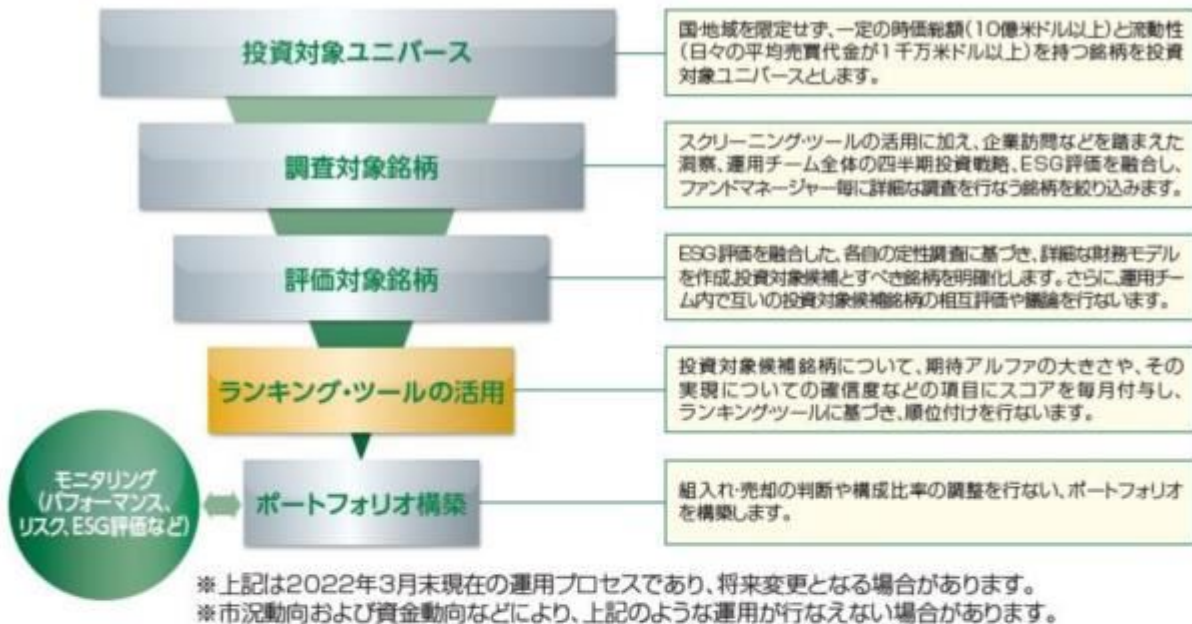 投資対象ユニバース
国・地域を限定せず、一定の時価総額（10億米ドル以上）と流動性
（日々の平均売買代金が1千万米ドル以上）を持つ銘柄を投資
対象ユニバースとします。
調査対象銘柄
スクリーニング・ツールの活用に加え、企業訪問などを踏まえた
洞察、運用チーム全体の四半期投資戦略、ESG評価を融合し、
ファンドマネージャー毎に詳細な調査を行なう銘柄を絞り込みます。
評価対象銘柄
ESG評価を融合した、各自の定性調査に基づき、詳細な財務モデル
を作成、投資対象候補とすべき銘柄を明確化します。さらに、運用チー
ム内で互いの投資対象候補銘柄の相互評価や議論を行ないます。
ランキング・ツールの活用
投資対象候補銘柄について、期待アルファの大きさや、その
実現についての確信度などの項目にスコアを毎月付与し、
ランキング・ツールに基づき、順位付けを行ないます。
モニタリング
（パフォーマンス、
リスク、ESG評価など）
ポートフォリオ構築
組入れ・売却の判断や構成比率の調整を行ない、ポートフォリオ
を構築します。
※上記は2022年3月末現在の運用プロセスであり、将来変更となる場合があります。
※市況動向および資金動向などにより、上記のような運用が行なえない場合があります。